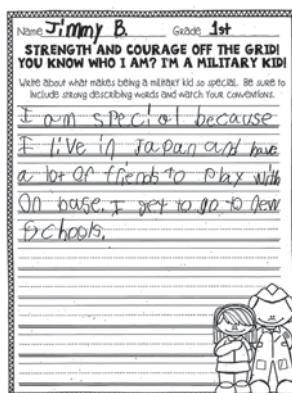 Name Jimmy B. Grade 1st
STRENGTH AND COURAGE OFF THE GRID!
YOU KNOW WHO I AM? I'M A MILITARY KID!
Write about what makes being a military kid so special. Be sure to
include strong describing words and watch your conventions.
I am special because
I live in Japan and have
a lot of friends to play with
on base. I get to go to new
Schools.